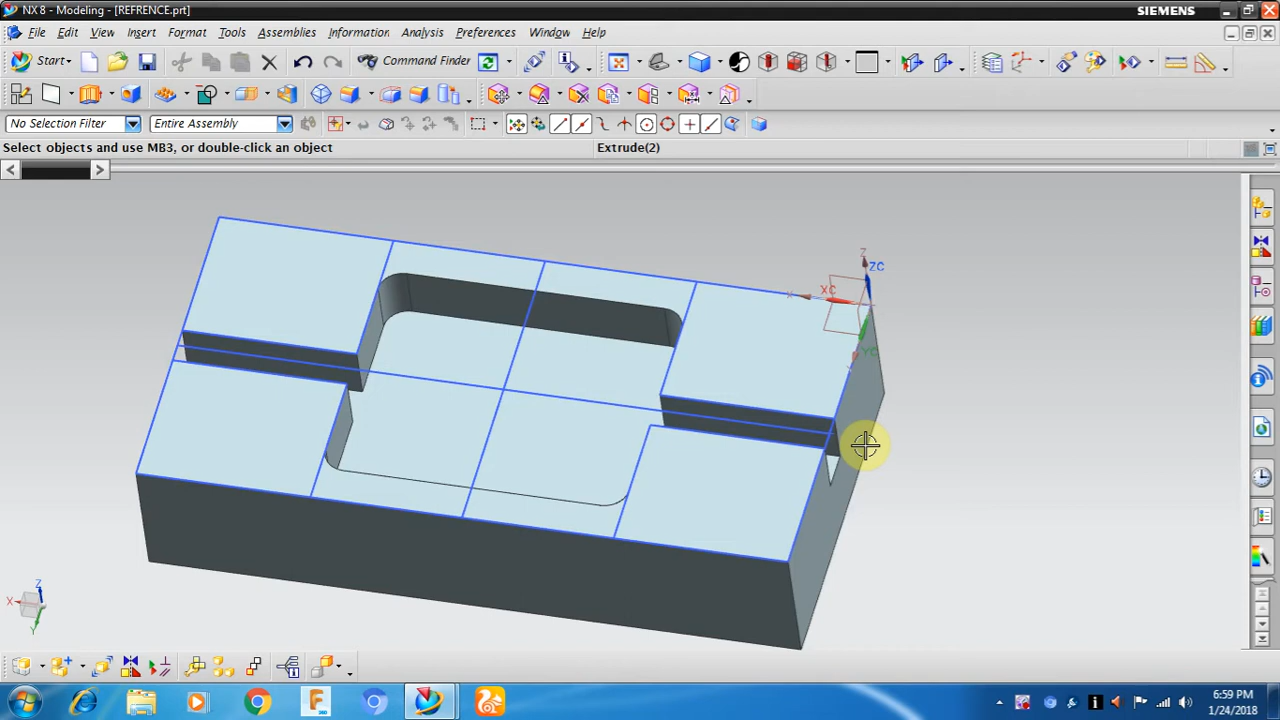 NX 8 - Modeling - [REFRENCE.prt]
SIEMENS
File Edit View Insert Format Tools Assemblies Information Analysis Preferences Window Help
Start Command Finder
No Selection Filter Entire Assembly
Select objects and use MB3, or double-click an object Extrude(2)
Z
ZC
XC
X
YC
Y
Z
X
Y
F
360
6:59 PM
1/24/2018